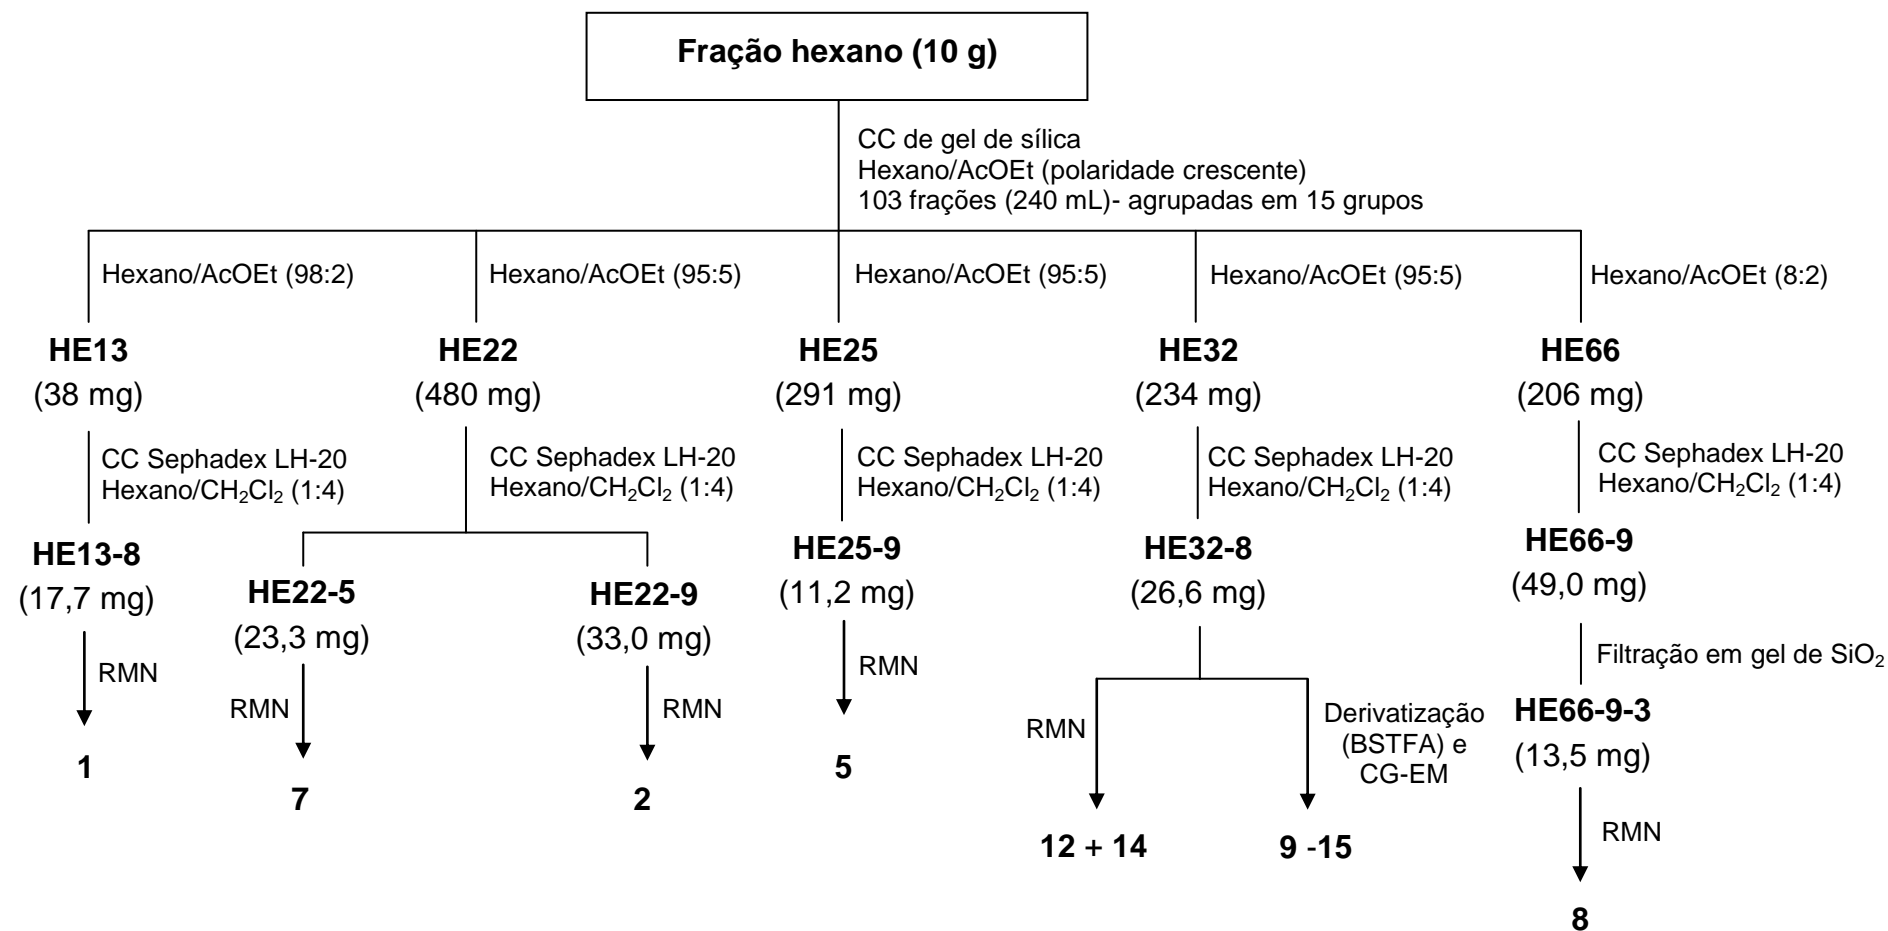 Fração hexano (10 g)
CC de gel de sílica
Hexano/AcOEt (polaridade crescente)
103 frações (240 mL)- agrupadas em 15 grupos
Hexano/AcOEt (98:2)
Hexano/AcOEt (95:5)
Hexano/AcOEt (95:5)
Hexano/AcOEt (95:5)
Hexano/AcOEt (8:2)
HE13
(38 mg)
HE22
(480 mg)
HE25
(291 mg)
HE32
(234 mg)
HE66
(206 mg)
CC Sephadex LH-20
Hexano/CH₂Cl₂ (1:4)
CC Sephadex LH-20
Hexano/CH₂Cl₂ (1:4)
CC Sephadex LH-20
Hexano/CH₂Cl₂ (1:4)
CC Sephadex LH-20
Hexano/CH₂Cl₂ (1:4)
CC Sephadex LH-20
Hexano/CH₂Cl₂ (1:4)
HE13-8
(17,7 mg)
HE22-5
(23,3 mg)
HE22-9
(33,0 mg)
HE25-9
(11,2 mg)
HE32-8
(26,6 mg)
HE66-9
(49,0 mg)
RMN
RMN
RMN
RMN
RMN
Derivatização
(BSTFA) e
CG-EM
Filtração em gel de SiO₂
HE66-9-3
(13,5 mg)
RMN
1
7
2
5
12 + 14
9 -15
8